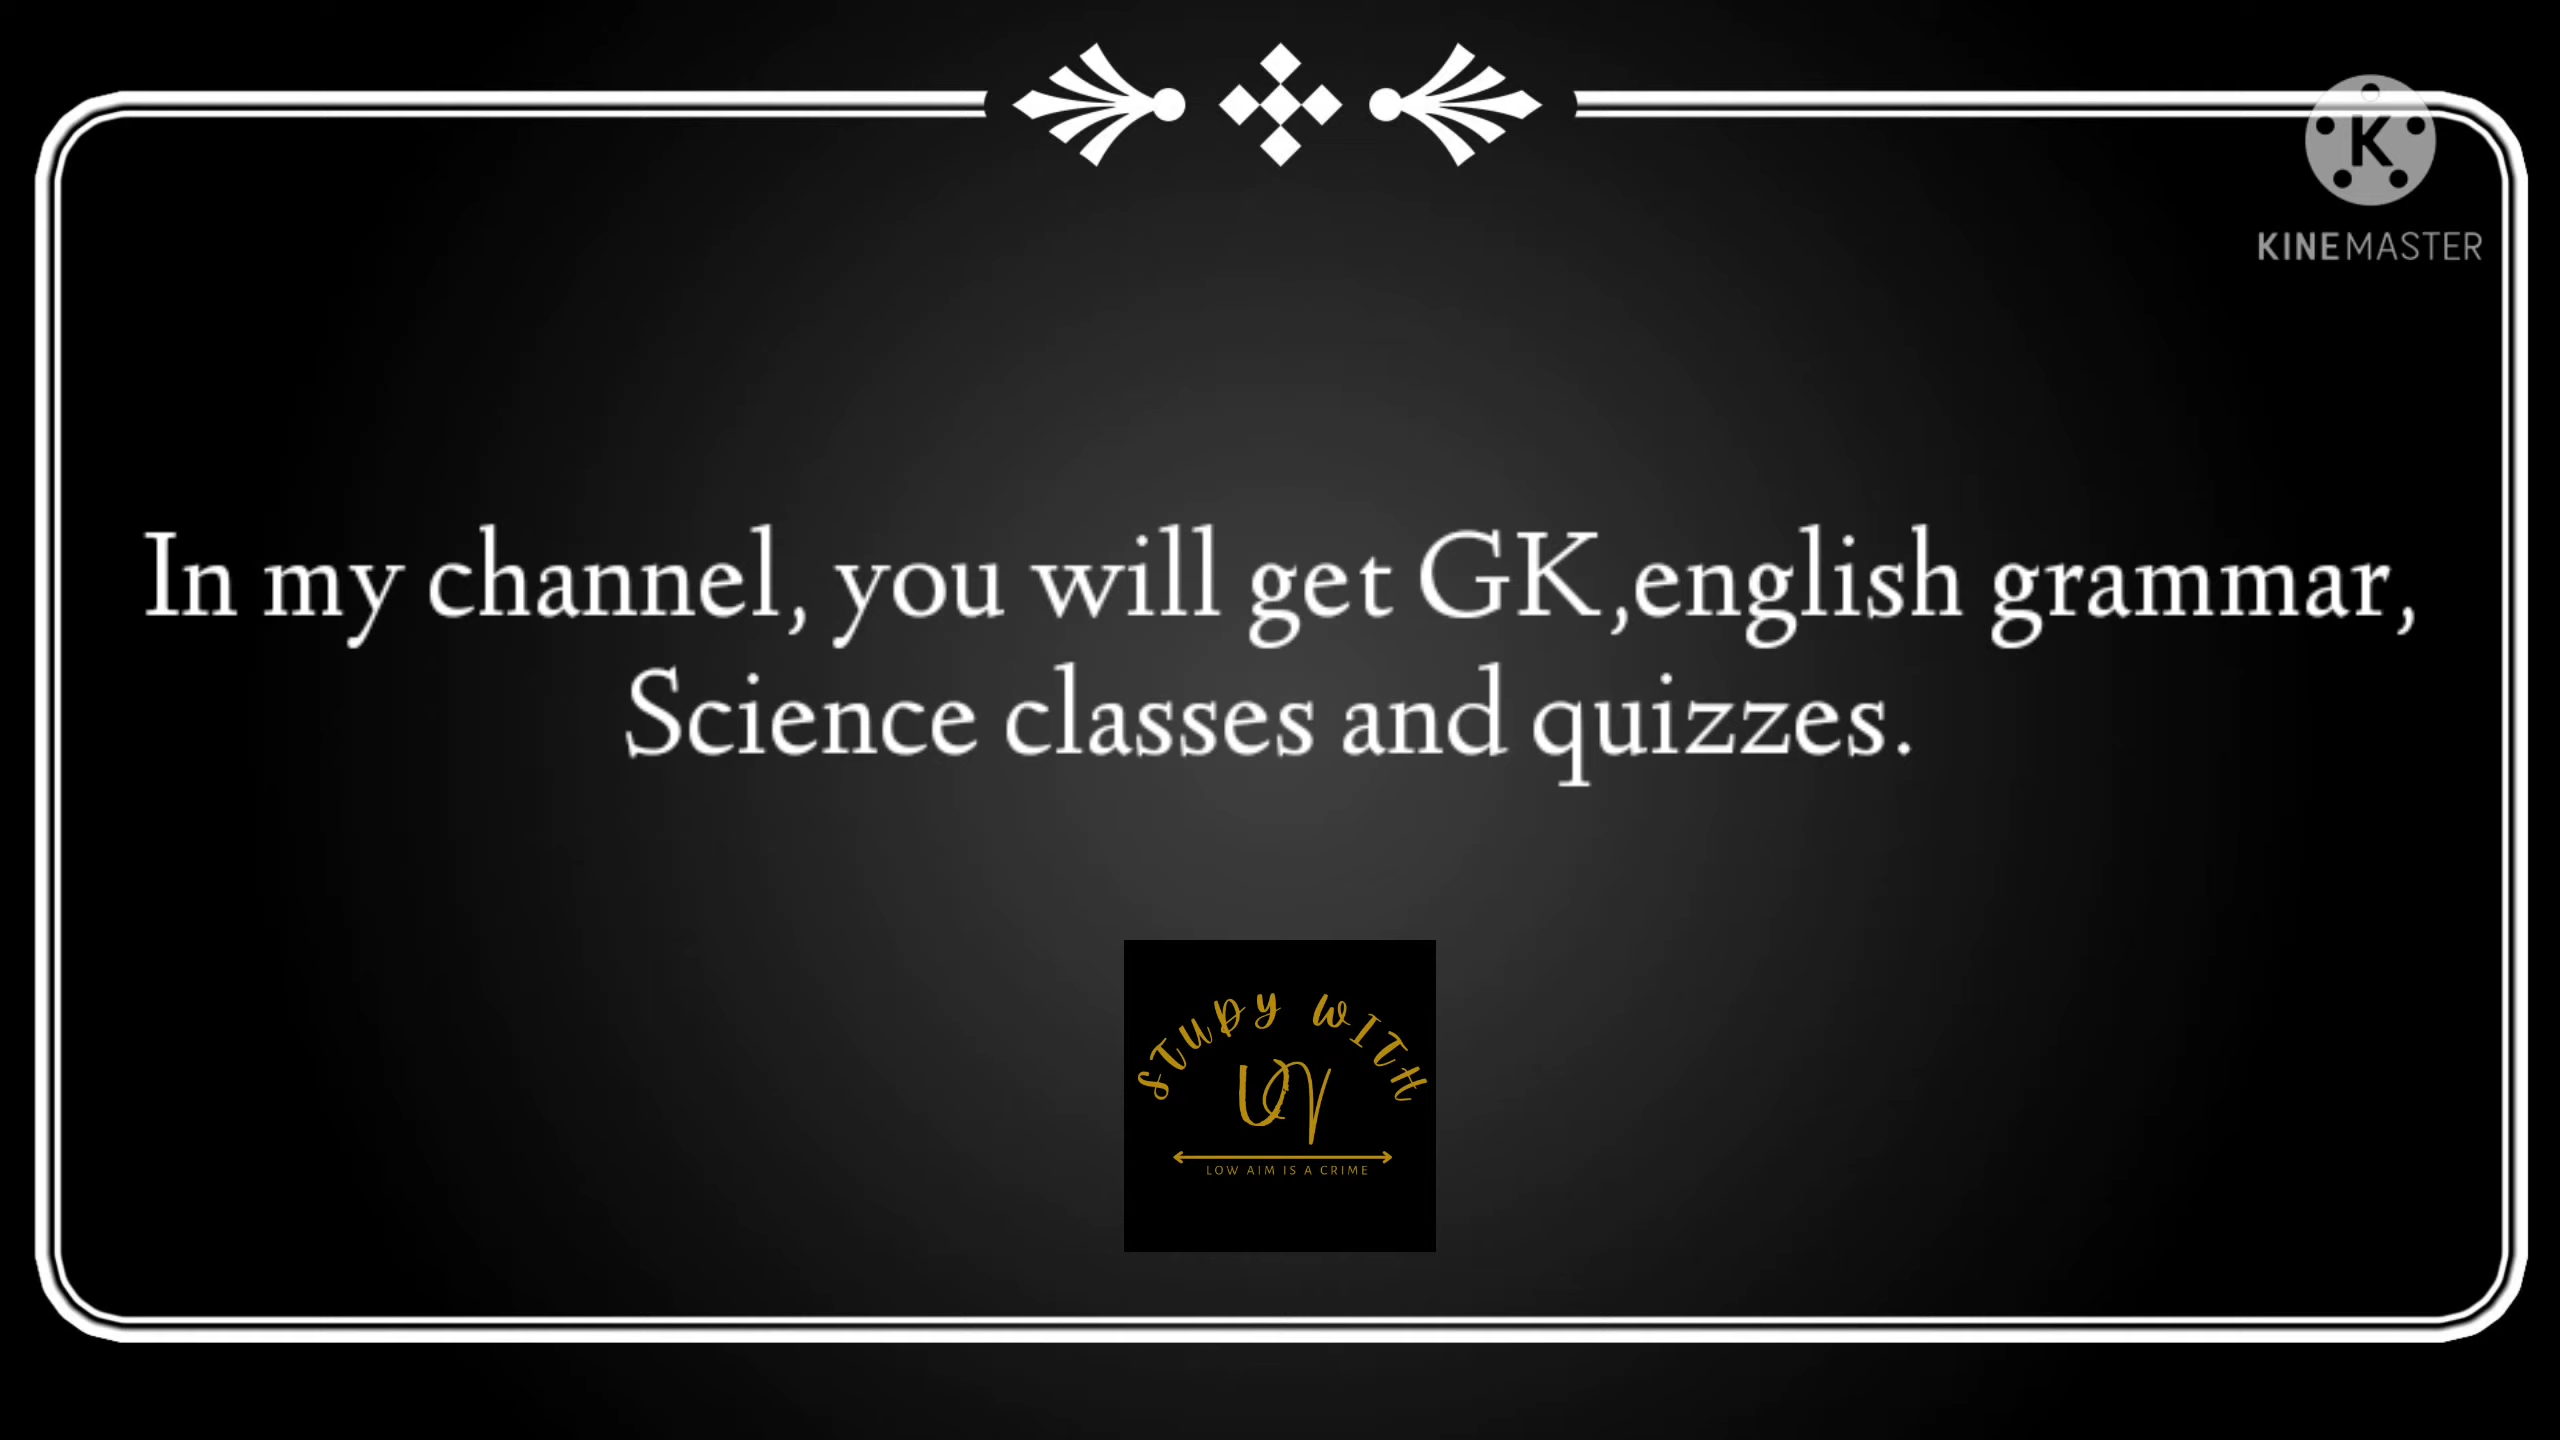 K
KINEMASTER
In my channel, you will get GK,english grammar,
Science classes and quizzes.
STUDY WITH
LOW AIM IS A CRIME